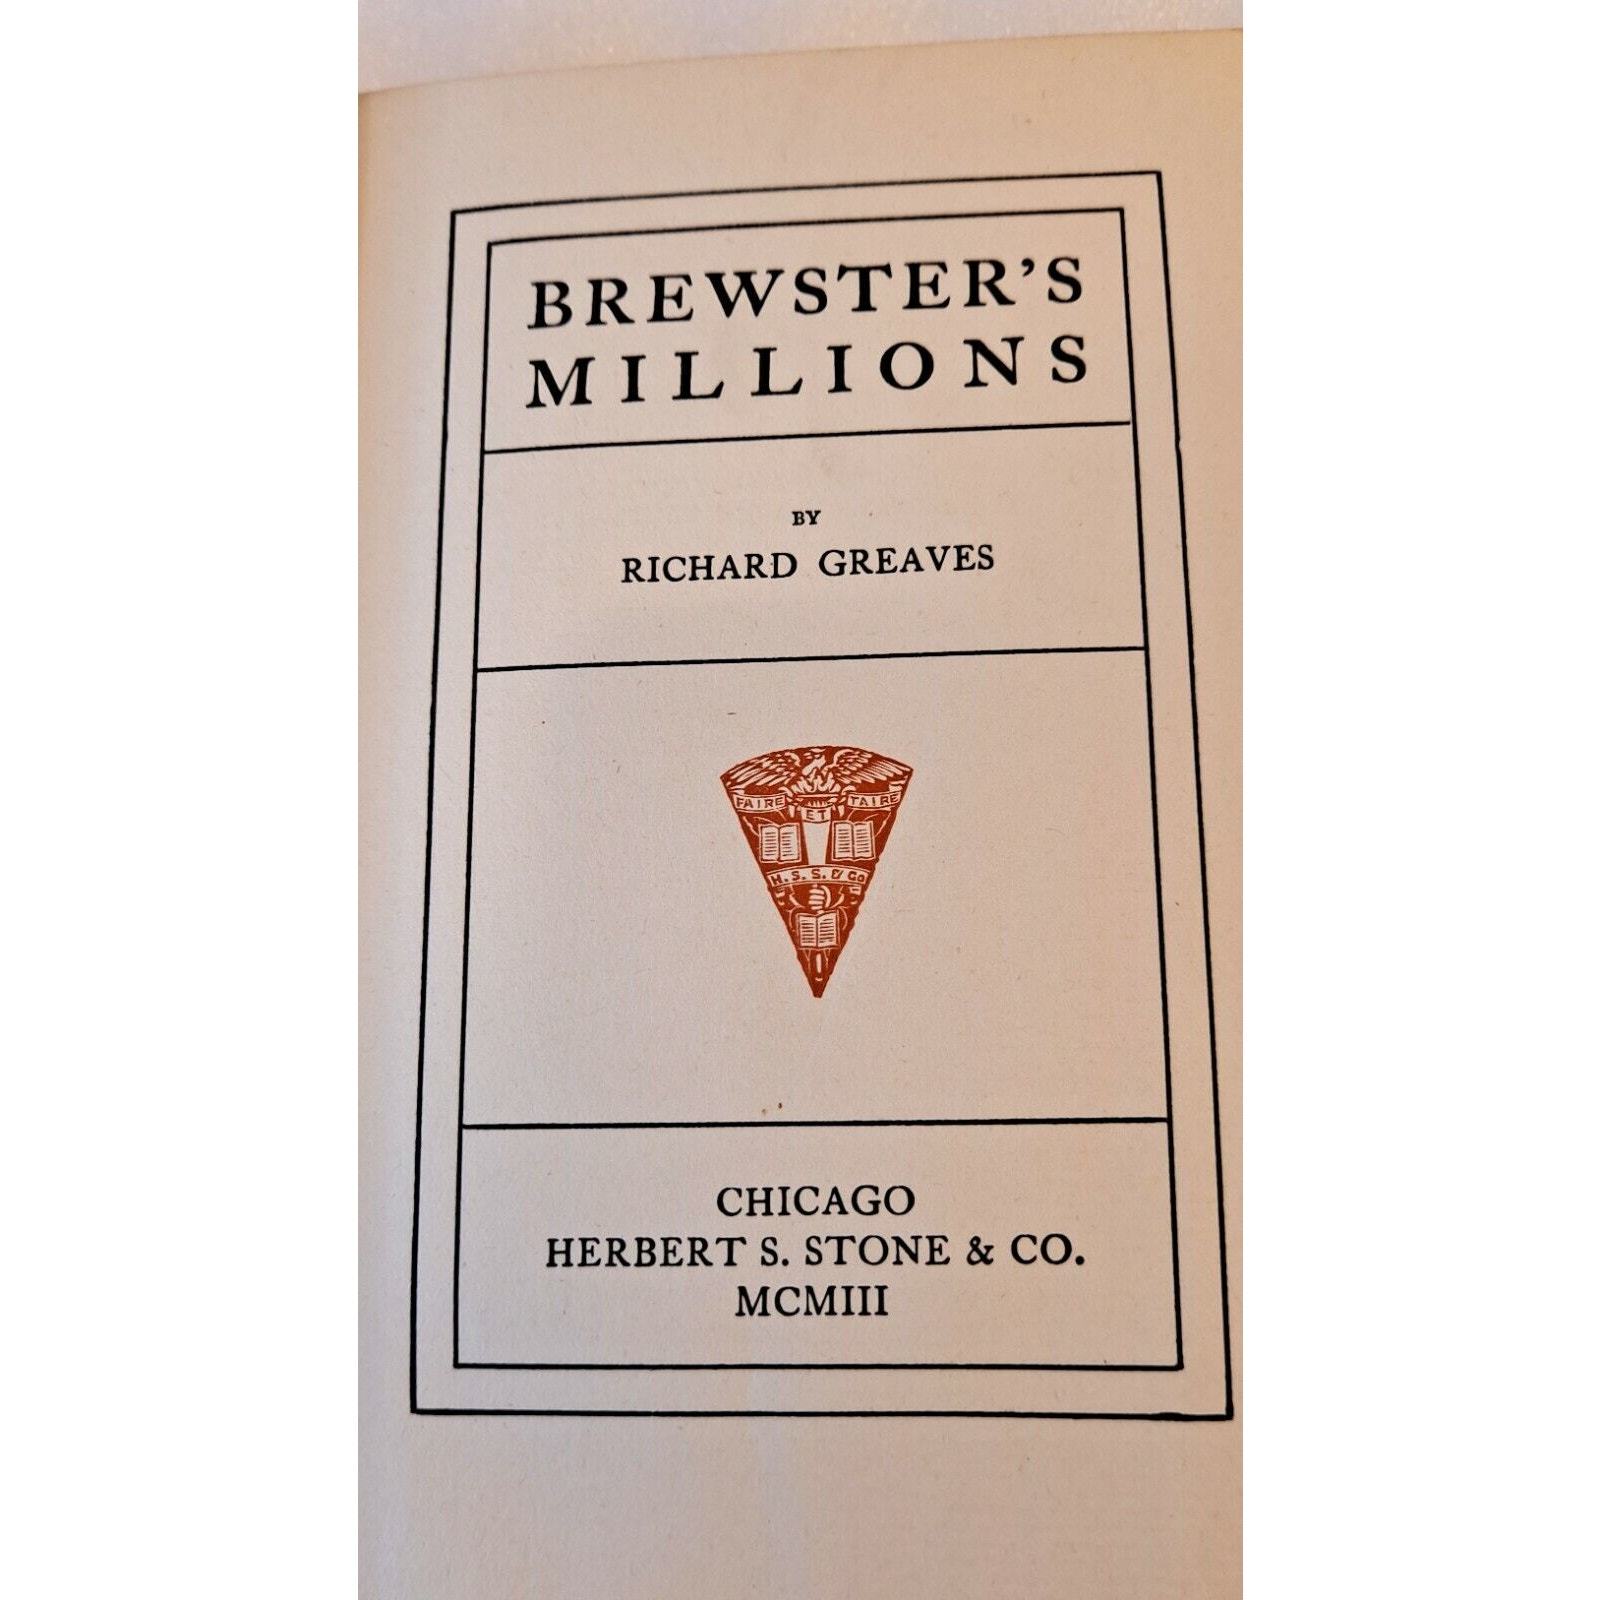 BREWSTER'S
MILLIONS
BY
RICHARD GREAVES
FAIRE ET TAIRE
H. S. S. & CO
CHICAGO
HERBERT S. STONE & CO.
MCMIII